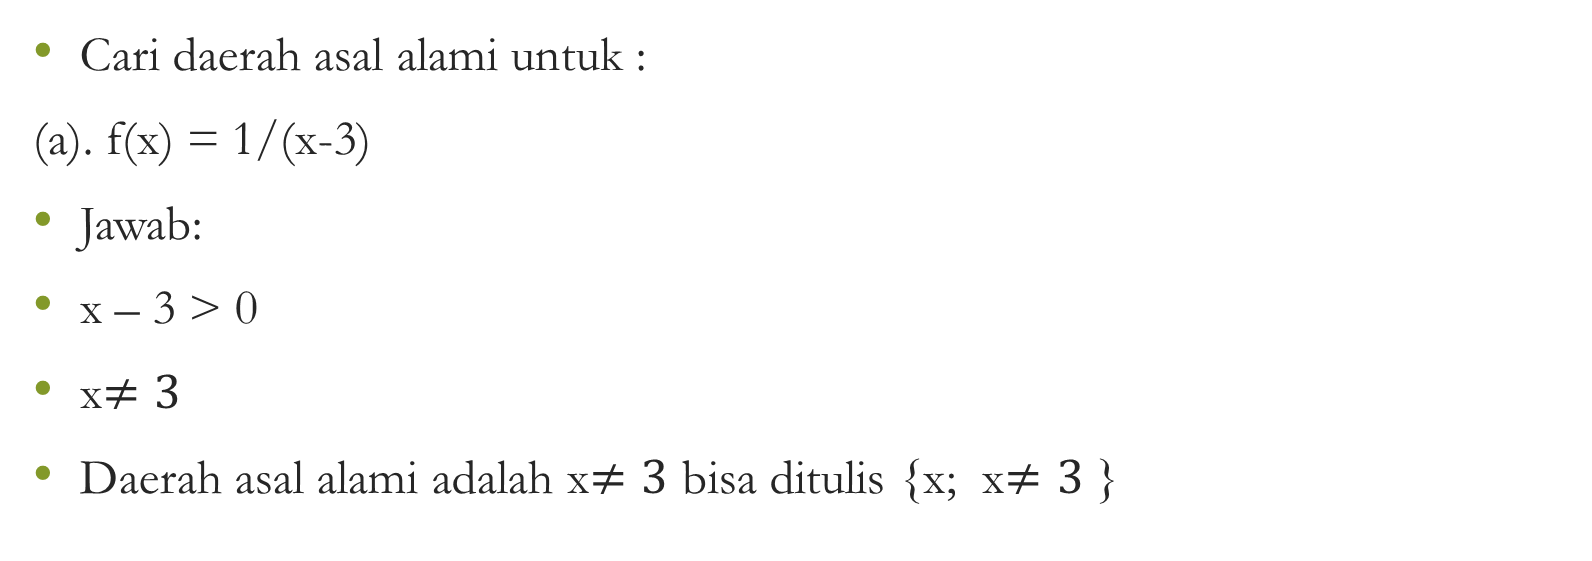 • Cari daerah asal alami untuk :
(a). f(x) = 1/(x-3)
• Jawab:
• x – 3 > 0
• x≠ 3
• Daerah asal alami adalah x≠ 3 bisa ditulis {x; x≠ 3 }